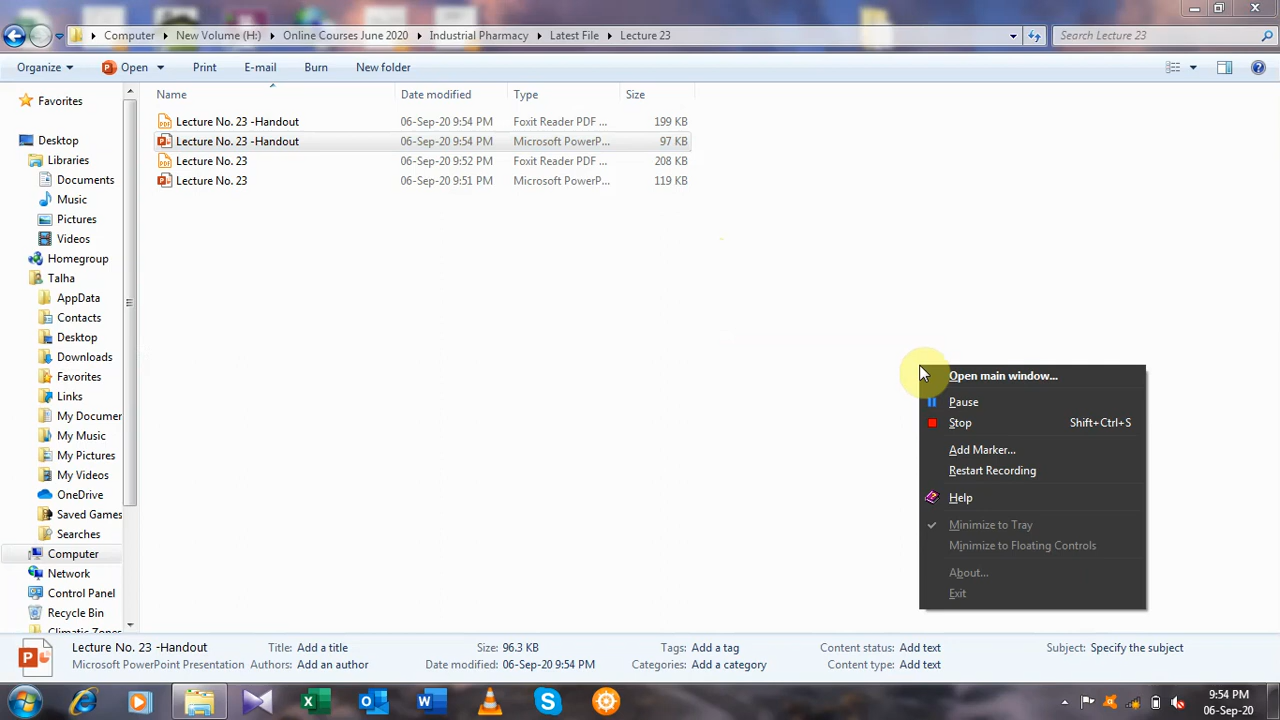 Computer New Volume (H:) Online Courses June 2020 Industrial Pharmacy Latest File Lecture 23
Search Lecture 23
Organize Open Print E-mail Burn New folder
Name Date modified Type Size
Lecture No. 23 -Handout 06-Sep-20 9:54 PM Foxit Reader PDF ... 199 KB
Lecture No. 23 -Handout 06-Sep-20 9:54 PM Microsoft PowerP... 97 KB
Lecture No. 23 06-Sep-20 9:52 PM Foxit Reader PDF ... 208 KB
Lecture No. 23 06-Sep-20 9:51 PM Microsoft PowerP... 119 KB
Favorites
Desktop
Libraries
Documents
Music
Pictures
Videos
Homegroup
Talha
AppData
Contacts
Desktop
Downloads
Favorites
Links
My Documer
My Music
My Pictures
My Videos
OneDrive
Saved Games
Searches
Computer
Network
Control Panel
Recycle Bin
Climatic Zones
Open main window...
Pause
Stop Shift+Ctrl+S
Add Marker...
Restart Recording
Help
Minimize to Tray
Minimize to Floating Controls
About...
Exit
Lecture No. 23 -Handout Title: Add a title Size: 96.3 KB Tags: Add a tag Content status: Add text Subject: Specify the subject
Microsoft PowerPoint Presentation Authors: Add an author Date modified: 06-Sep-20 9:54 PM Categories: Add a category Content type: Add text
9:54 PM
06-Sep-20